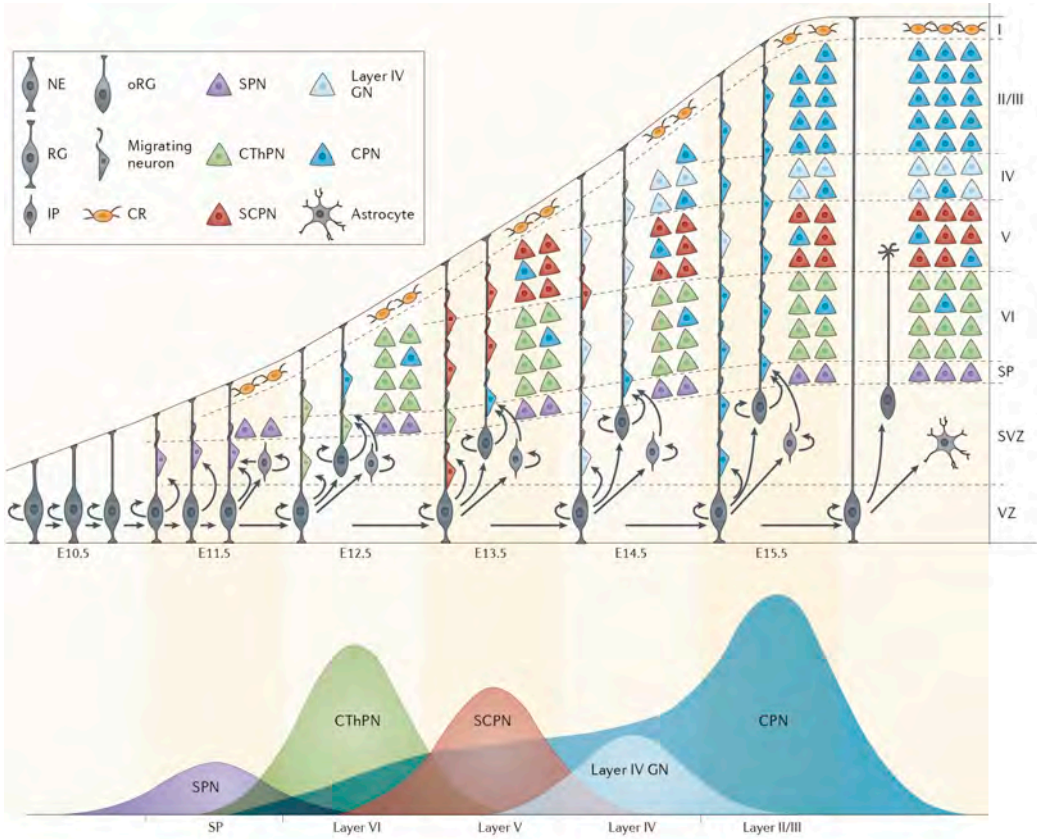 NE
oRG
SPN
Layer IV
GN
RG
Migrating
neuron
CThPN
CPN
IP
CR
SCPN
Astrocyte
I
II/III
IV
V
VI
SP
SVZ
VZ
E10.5 E11.5 E12.5 E13.5 E14.5 E15.5
SPN
CThPN
SCPN
Layer IV GN
CPN
SP Layer VI Layer V Layer IV Layer II/III